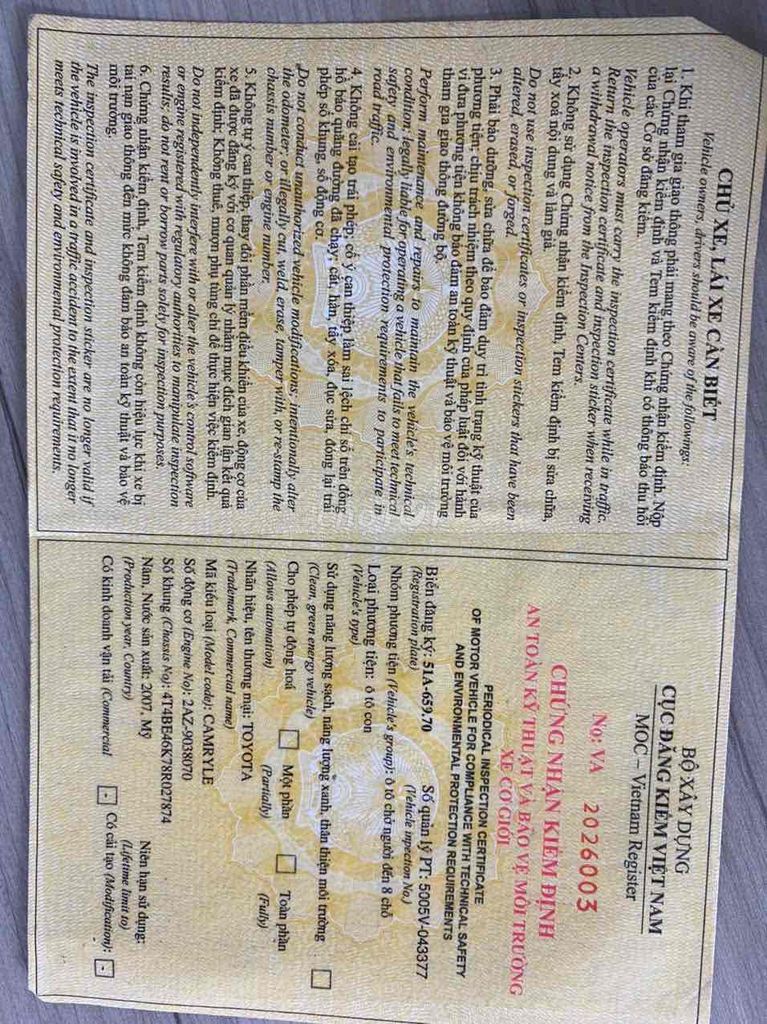 CHỦ XE, LÁI XE CẦN BIẾT
Vehicle owners, drivers should be aware of the followings:
1. Khi tham gia giao thông phải mang theo Chứng nhận kiểm định. Nộp
lại Chứng nhận kiểm định và Tem kiểm định khi có thông báo thu hồi
của các Cơ sở đăng kiểm.
Vehicle operators must carry the inspection certificate while in traffic.
Return the inspection certificate and inspection sticker when receiving
a withdrawal notice from the Inspection Centers.
2. Không sử dụng Chứng nhận kiểm định, Tem kiểm định bị sửa chữa,
tẩy xoá nội dung và làm giả.
Do not use inspection certificates or inspection stickers that have been
altered, erased, or forged.
3. Phải bảo dưỡng, sửa chữa để bảo đảm duy trì tình trạng kỹ thuật của
phương tiện; chịu trách nhiệm theo quy định của pháp luật đối với hành
vi đưa phương tiện không bảo đảm an toàn kỹ thuật và bảo vệ môi trường
tham gia giao thông đường bộ.
Perform maintenance and repairs to maintain the vehicle's technical
condition; legally liable for operating a vehicle that fails to meet technical
safety and environmental protection requirements to participate in
road traffic.
4. Không cải tạo trái phép; cố ý can thiệp làm sai lệch chỉ số trên đồng
hồ báo quãng đường đã chạy; cắt, hàn, tẩy xóa, đục sửa, đóng lại trái
phép số khung, số động cơ.
Do not conduct unauthorized vehicle modifications; intentionally alter
the odometer; or illegally cut, weld, erase, tamper with, or re-stamp the
chassis number or engine number.
5. Không tự ý can thiệp, thay đổi phần mềm điều khiển của xe động cơ của
xe đã được đăng ký với cơ quan quản lý nhằm mục đích gian lận kết quả
kiểm định; Không thuê, mượn phụ tùng chỉ để thực hiện việc kiểm định.
Do not independently interfere with or alter the vehicle's control software
or engine registered with regulatory authorities to manipulate inspection
results; do not rent or borrow parts solely for inspection purposes.
6. Chứng nhận kiểm định, Tem kiểm định không còn hiệu lực khi xe bị
tai nạn giao thông đến mức không đảm bảo an toàn kỹ thuật và bảo vệ
môi trường.
The inspection certificate and inspection sticker are no longer valid if
the vehicle is involved in a traffic accident to the extent that it no longer
meets technical safety and environmental protection requirements.
BỘ XÂY DỰNG
CỤC ĐĂNG KIỂM VIỆT NAM
MOC – Vietnam Register
No: VA 2026003
CHỨNG NHẬN KIỂM ĐỊNH
AN TOÀN KỸ THUẬT VÀ BẢO VỆ MÔI TRƯỜNG
XE CƠ GIỚI
PERIODICAL INSPECTION CERTIFICATE
OF MOTOR VEHICLE FOR COMPLIANCE WITH TECHNICAL SAFETY
AND ENVIRONMENTAL PROTECTION REQUIREMENTS
Biển đăng ký: 51A-659.70 Số quản lý PT: 5005V-043377
(Registration plate) (Vehicle inpection No.)
Nhóm phương tiện (Vehicle's group): ô tô chở người đến 8 chỗ
Loại phương tiện: ô tô con
(Vehicle's type)
Sử dụng năng lượng sạch, năng lượng xanh, thân thiện môi trường
(Clean, green energy vehicle)
Cho phép tự động hoá Một phần Toàn phần
(Allows automation) (Partially) (Fully)
Nhãn hiệu, tên thương mại: TOYOTA
(Trademark, Commercial name)
Mã kiểu loại (Model code): CAMRYLE
Số động cơ (Engine No): 2AZ-9038070
Số khung (Chassis No): 4T4BE46K78R027874
Năm, Nước sản xuất: 2007, Mỹ Niên hạn sử dụng:
(Production year, Country) (Lifetime limit to)
Có kinh doanh vận tải (Commercial - Có cải tạo (Modification): -